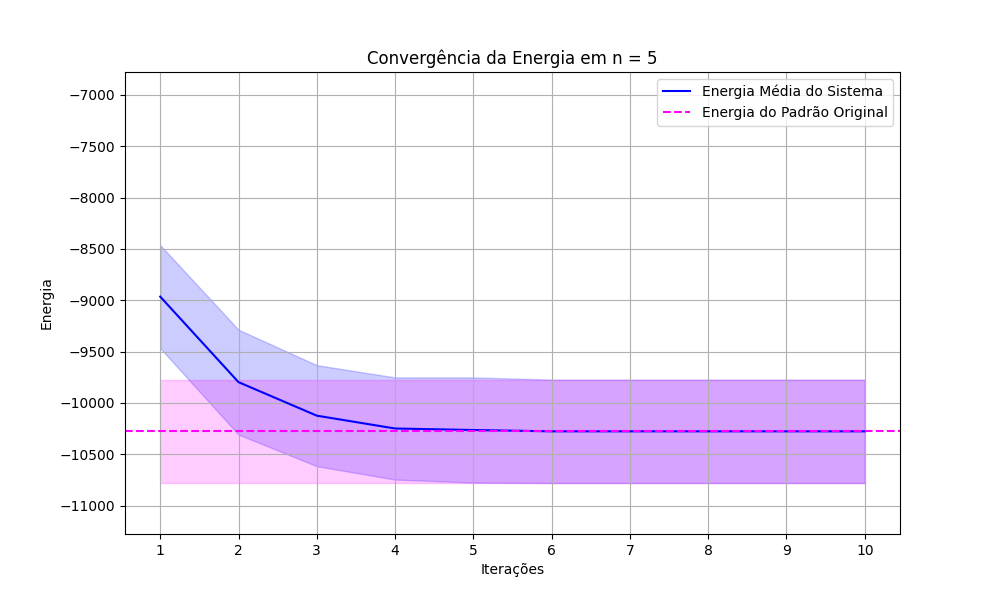 Convergência da Energia em n = 5
Energia Média do Sistema
Energia do Padrão Original
Energia
−7000
−7500
−8000
−8500
−9000
−9500
−10000
−10500
−11000
1 2 3 4 5 6 7 8 9 10
Iterações